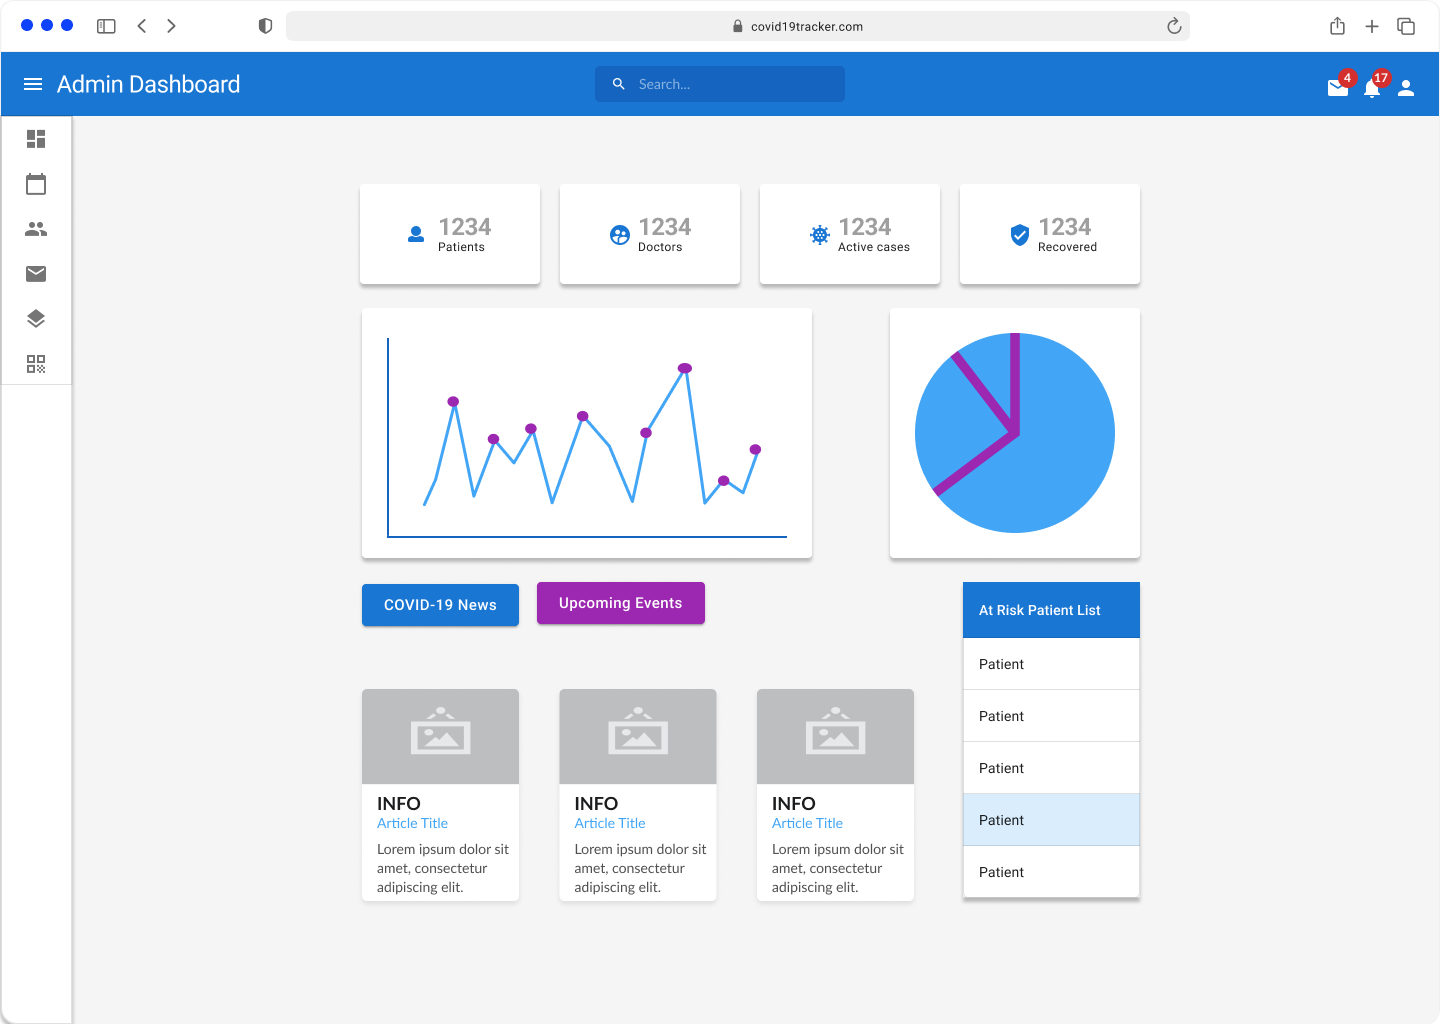 covid19tracker.com
Admin Dashboard
Search...
4
17
1234
Patients
1234
Doctors
1234
Active cases
1234
Recovered
COVID-19 News
Upcoming Events
At Risk Patient List
Patient
Patient
Patient
Patient
Patient
INFO
Article Title
Lorem ipsum dolor sit
amet, consectetur
adipiscing elit.
INFO
Article Title
Lorem ipsum dolor sit
amet, consectetur
adipiscing elit.
INFO
Article Title
Lorem ipsum dolor sit
amet, consectetur
adipiscing elit.